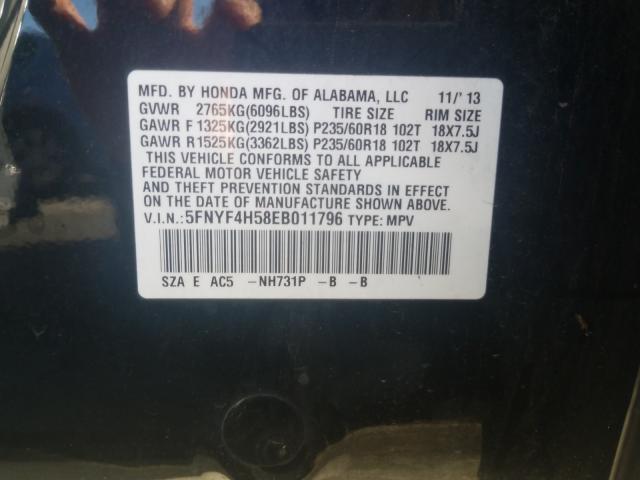 MFD. BY HONDA MFG. OF ALABAMA, LLC 11/'13
GVWR 2765KG(6096LBS) TIRE SIZE RIM SIZE
GAWR F 1325KG(2921LBS) P235/60R18 102T 18X7.5J
GAWR R1525KG(3362LBS) P235/60R18 102T 18X7.5J
THIS VEHICLE CONFORMS TO ALL APPLICABLE
FEDERAL MOTOR VEHICLE SAFETY
AND THEFT PREVENTION STANDARDS IN EFFECT
ON THE DATE OF MANUFACTURE SHOWN ABOVE.
V.I.N.:5FNYF4H58EB011796 TYPE: MPV
SZA E AC5 -NH731P -B -B